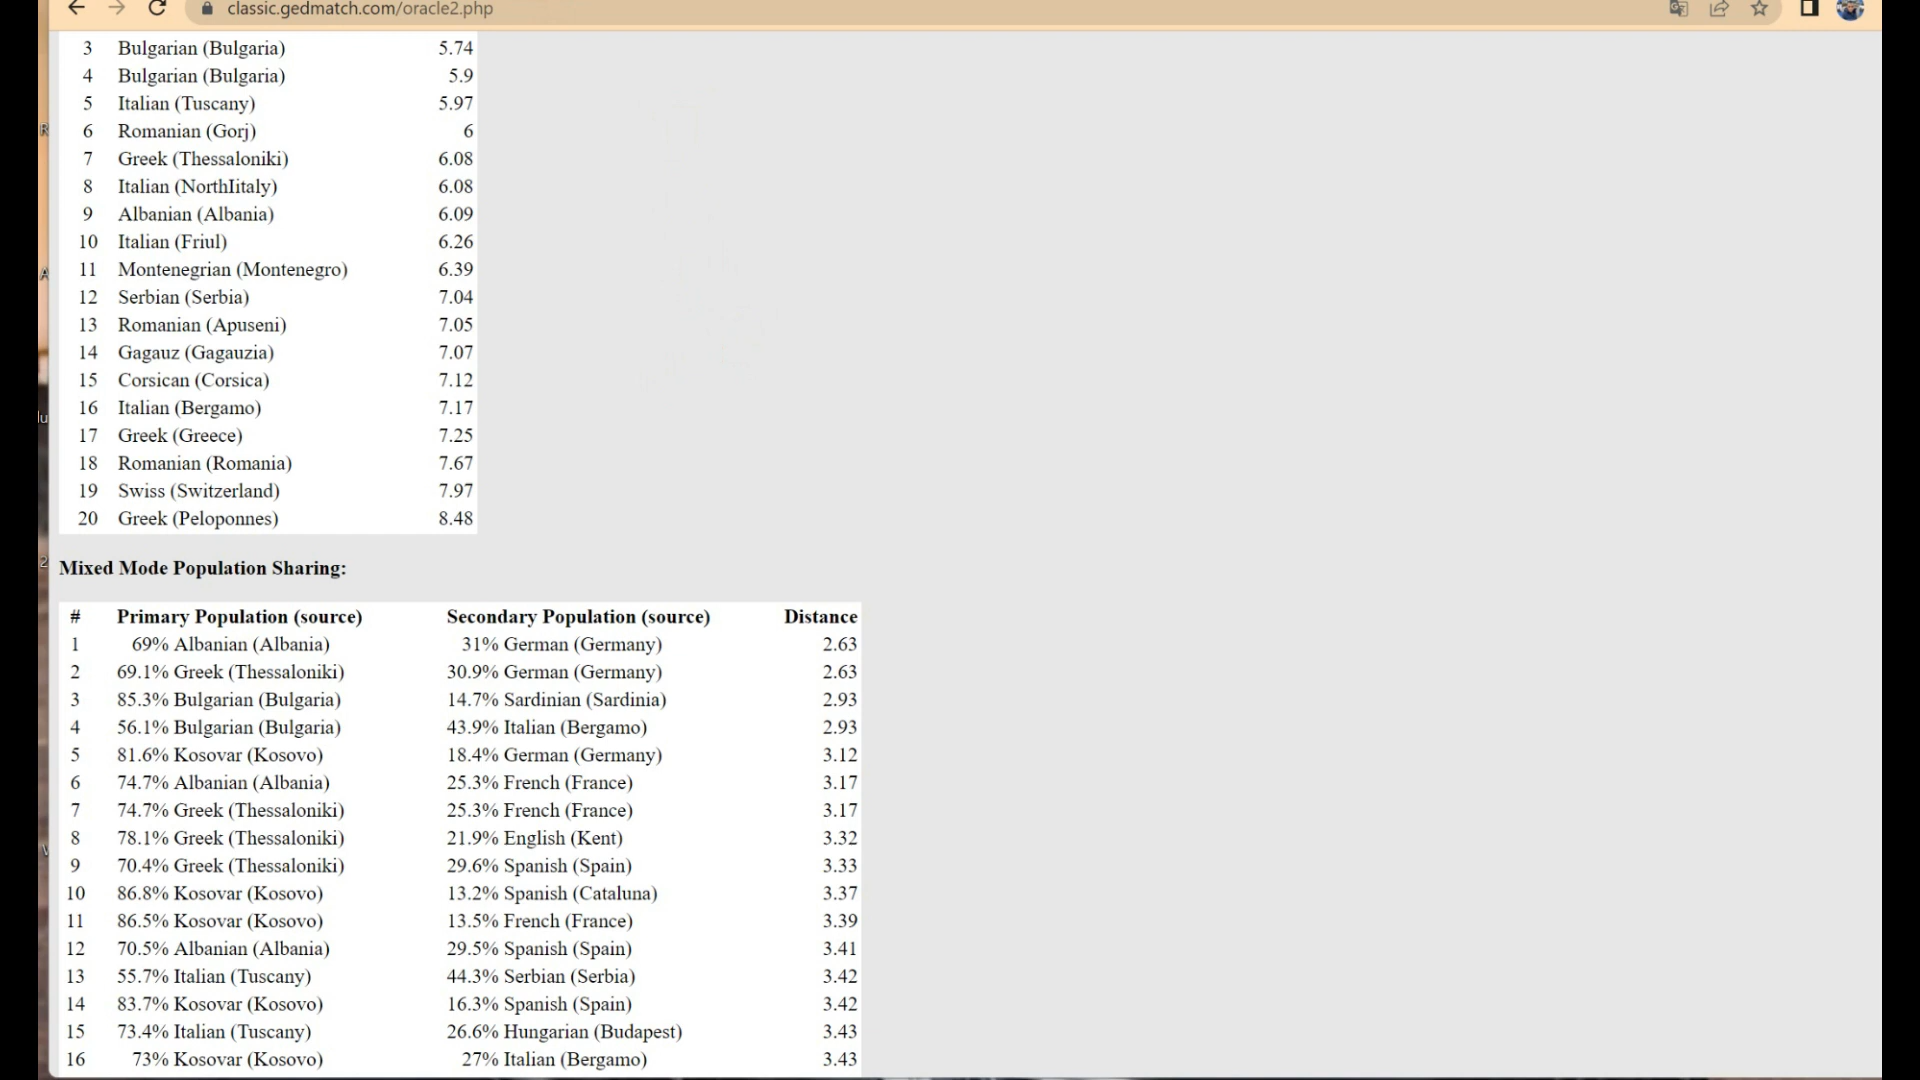 classic.gedmatch.com/oracle2.php
3 Bulgarian (Bulgaria) 5.74
4 Bulgarian (Bulgaria) 5.9
5 Italian (Tuscany) 5.97
6 Romanian (Gorj) 6
7 Greek (Thessaloniki) 6.08
8 Italian (NorthIitaly) 6.08
9 Albanian (Albania) 6.09
10 Italian (Friul) 6.26
11 Montenegrian (Montenegro) 6.39
12 Serbian (Serbia) 7.04
13 Romanian (Apuseni) 7.05
14 Gagauz (Gagauzia) 7.07
15 Corsican (Corsica) 7.12
16 Italian (Bergamo) 7.17
17 Greek (Greece) 7.25
18 Romanian (Romania) 7.67
19 Swiss (Switzerland) 7.97
20 Greek (Peloponnes) 8.48
Mixed Mode Population Sharing:
# Primary Population (source) Secondary Population (source) Distance
1 69% Albanian (Albania) 31% German (Germany) 2.63
2 69.1% Greek (Thessaloniki) 30.9% German (Germany) 2.63
3 85.3% Bulgarian (Bulgaria) 14.7% Sardinian (Sardinia) 2.93
4 56.1% Bulgarian (Bulgaria) 43.9% Italian (Bergamo) 2.93
5 81.6% Kosovar (Kosovo) 18.4% German (Germany) 3.12
6 74.7% Albanian (Albania) 25.3% French (France) 3.17
7 74.7% Greek (Thessaloniki) 25.3% French (France) 3.17
8 78.1% Greek (Thessaloniki) 21.9% English (Kent) 3.32
9 70.4% Greek (Thessaloniki) 29.6% Spanish (Spain) 3.33
10 86.8% Kosovar (Kosovo) 13.2% Spanish (Cataluna) 3.37
11 86.5% Kosovar (Kosovo) 13.5% French (France) 3.39
12 70.5% Albanian (Albania) 29.5% Spanish (Spain) 3.41
13 55.7% Italian (Tuscany) 44.3% Serbian (Serbia) 3.42
14 83.7% Kosovar (Kosovo) 16.3% Spanish (Spain) 3.42
15 73.4% Italian (Tuscany) 26.6% Hungarian (Budapest) 3.43
16 73% Kosovar (Kosovo) 27% Italian (Bergamo) 3.43